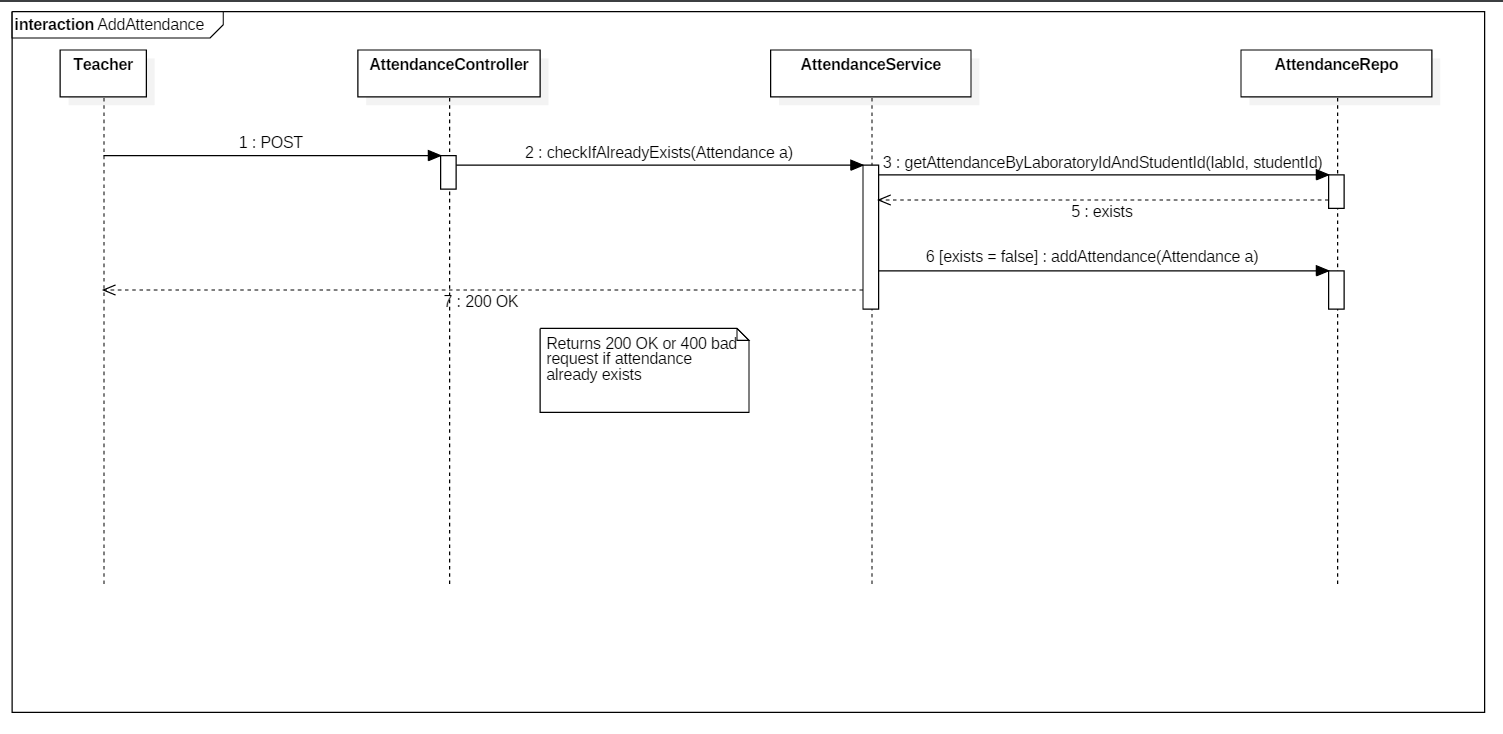 interaction AddAttendance
Teacher
AttendanceController
AttendanceService
AttendanceRepo
1 : POST
2 : checkIfAlreadyExists(Attendance a)
3 : getAttendanceByLaboratoryIdAndStudentId(labId, studentId)
5 : exists
6 [exists = false] : addAttendance(Attendance a)
7 : 200 OK
Returns 200 OK or 400 bad
request if attendance
already exists